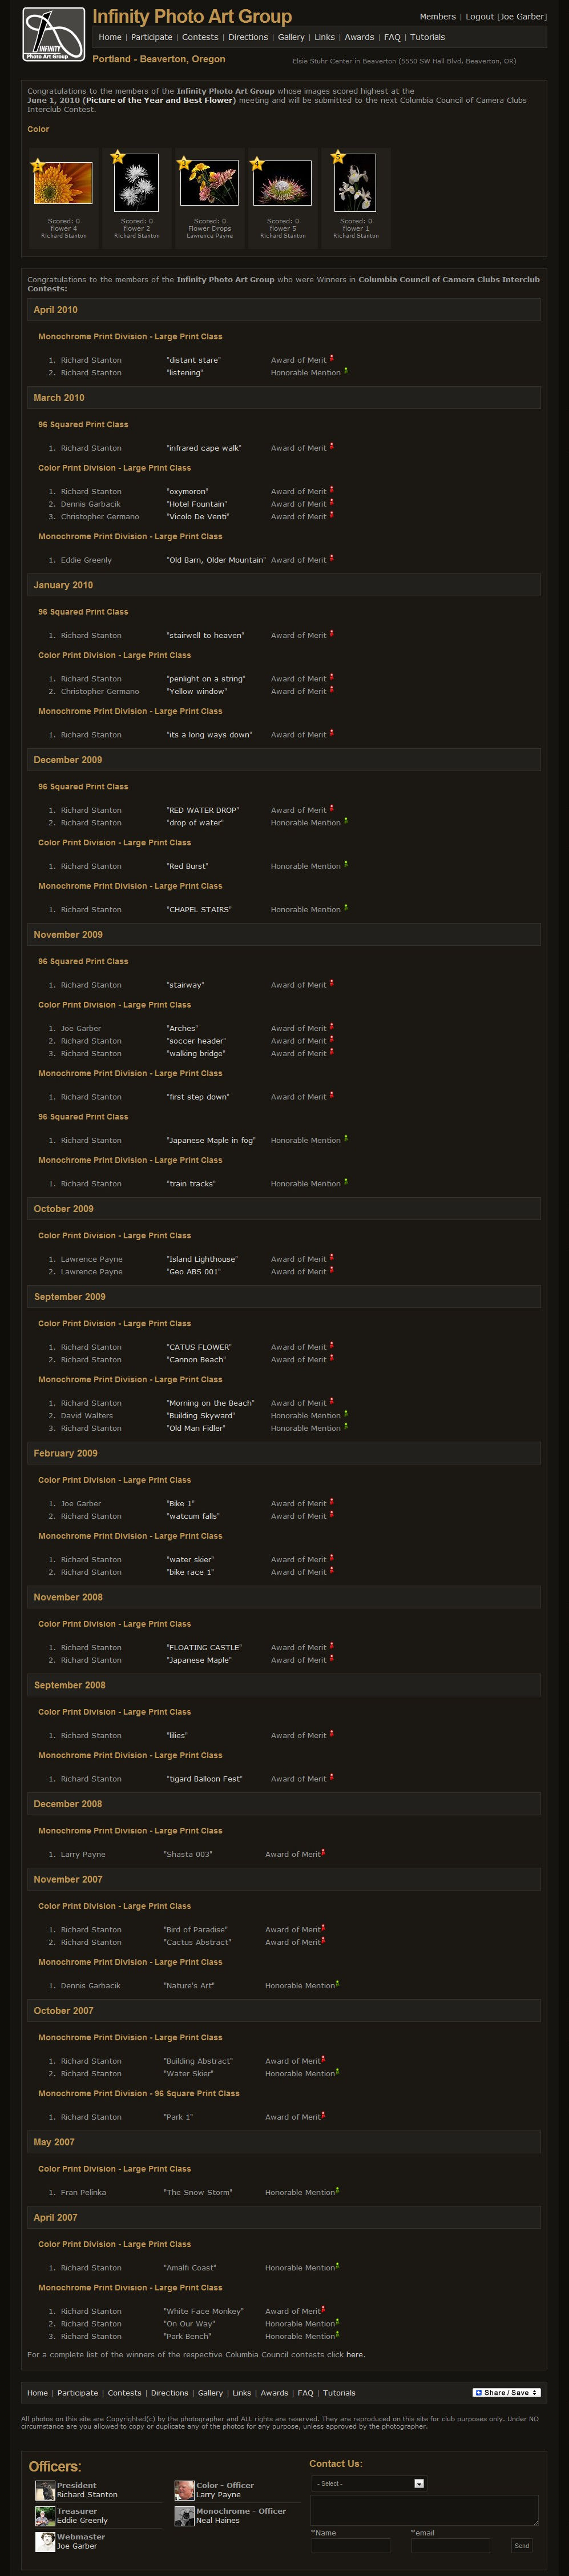 Infinity Photo Art Group
Members | Logout [Joe Garber]
INFINITY
Photo Art Group
Home | Participate | Contests | Directions | Gallery | Links | Awards | FAQ | Tutorials
Portland - Beaverton, Oregon
Elsie Stuhr Center in Beaverton (5550 SW Hall Blvd, Beaverton, OR)
Congratulations to the members of the Infinity Photo Art Group whose images scored highest at the
June 1, 2010 (Picture of the Year and Best Flower) meeting and will be submitted to the next Columbia Council of Camera Clubs
Interclub Contest.
Color
1 2 3 4 5
Scored: 0 Scored: 0 Scored: 0 Scored: 0 Scored: 0
flower 4 flower 2 Flower Drops flower 5 flower 1
Richard Stanton Richard Stanton Lawrence Payne Richard Stanton Richard Stanton
Congratulations to the members of the Infinity Photo Art Group who were Winners in Columbia Council of Camera Clubs Interclub
Contests:
April 2010
Monochrome Print Division - Large Print Class
1. Richard Stanton "distant stare" Award of Merit
2. Richard Stanton "listening" Honorable Mention
March 2010
96 Squared Print Class
1. Richard Stanton "infrared cape walk" Award of Merit
Color Print Division - Large Print Class
1. Richard Stanton "oxymoron" Award of Merit
2. Dennis Garbacik "Hotel Fountain" Award of Merit
3. Christopher Germano "Vicolo De Venti" Award of Merit
Monochrome Print Division - Large Print Class
1. Eddie Greenly "Old Barn, Older Mountain" Award of Merit
January 2010
96 Squared Print Class
1. Richard Stanton "stairwell to heaven" Award of Merit
Color Print Division - Large Print Class
1. Richard Stanton "penlight on a string" Award of Merit
2. Christopher Germano "Yellow window" Award of Merit
Monochrome Print Division - Large Print Class
1. Richard Stanton "its a long ways down" Award of Merit
December 2009
96 Squared Print Class
1. Richard Stanton "RED WATER DROP" Award of Merit
2. Richard Stanton "drop of water" Honorable Mention
Color Print Division - Large Print Class
1. Richard Stanton "Red Burst" Honorable Mention
Monochrome Print Division - Large Print Class
1. Richard Stanton "CHAPEL STAIRS" Honorable Mention
November 2009
96 Squared Print Class
1. Richard Stanton "stairway" Award of Merit
Color Print Division - Large Print Class
1. Joe Garber "Arches" Award of Merit
2. Richard Stanton "soccer header" Award of Merit
3. Richard Stanton "walking bridge" Award of Merit
Monochrome Print Division - Large Print Class
1. Richard Stanton "first step down" Award of Merit
96 Squared Print Class
1. Richard Stanton "Japanese Maple in fog" Honorable Mention
Monochrome Print Division - Large Print Class
1. Richard Stanton "train tracks" Honorable Mention
October 2009
Color Print Division - Large Print Class
1. Lawrence Payne "Island Lighthouse" Award of Merit
2. Lawrence Payne "Geo ABS 001" Award of Merit
September 2009
Color Print Division - Large Print Class
1. Richard Stanton "CATUS FLOWER" Award of Merit
2. Richard Stanton "Cannon Beach" Award of Merit
Monochrome Print Division - Large Print Class
1. Richard Stanton "Morning on the Beach" Award of Merit
2. David Walters "Building Skyward" Honorable Mention
3. Richard Stanton "Old Man Fidler" Honorable Mention
February 2009
Color Print Division - Large Print Class
1. Joe Garber "Bike 1" Award of Merit
2. Richard Stanton "watcum falls" Award of Merit
Monochrome Print Division - Large Print Class
1. Richard Stanton "water skier" Award of Merit
2. Richard Stanton "bike race 1" Award of Merit
November 2008
Color Print Division - Large Print Class
1. Richard Stanton "FLOATING CASTLE" Award of Merit
2. Richard Stanton "Japanese Maple" Award of Merit
September 2008
Color Print Division - Large Print Class
1. Richard Stanton "lilies" Award of Merit
Monochrome Print Division - Large Print Class
1. Richard Stanton "tigard Balloon Fest" Award of Merit
December 2008
Monochrome Print Division - Large Print Class
1. Larry Payne "Shasta 003" Award of Merit
November 2007
Color Print Division - Large Print Class
1. Richard Stanton "Bird of Paradise" Award of Merit
2. Richard Stanton "Cactus Abstract" Award of Merit
Monochrome Print Division - Large Print Class
1. Dennis Garbacik "Nature's Art" Honorable Mention
October 2007
Monochrome Print Division - Large Print Class
1. Richard Stanton "Building Abstract" Award of Merit
2. Richard Stanton "Water Skier" Honorable Mention
Monochrome Print Division - 96 Square Print Class
1. Richard Stanton "Park 1" Award of Merit
May 2007
Color Print Division - Large Print Class
1. Fran Pelinka "The Snow Storm" Honorable Mention
April 2007
Color Print Division - Large Print Class
1. Richard Stanton "Amalfi Coast" Honorable Mention
Monochrome Print Division - Large Print Class
1. Richard Stanton "White Face Monkey" Award of Merit
2. Richard Stanton "On Our Way" Honorable Mention
3. Richard Stanton "Park Bench" Honorable Mention
For a complete list of the winners of the respective Columbia Council contests click here.
Home | Participate | Contests | Directions | Gallery | Links | Awards | FAQ | Tutorials
Share / Save
All photos on this site are Copyrighted(c) by the photographer and ALL rights are reserved. They are reproduced on this site for club purposes only. Under NO
circumstance are you allowed to copy or duplicate any of the photos for any purpose, unless approved by the photographer.
Officers:
President
Richard Stanton
Color - Officer
Larry Payne
Treasurer
Eddie Greenly
Monochrome - Officer
Neal Haines
Webmaster
Joe Garber
Contact Us:
- Select -
*Name *email
Send